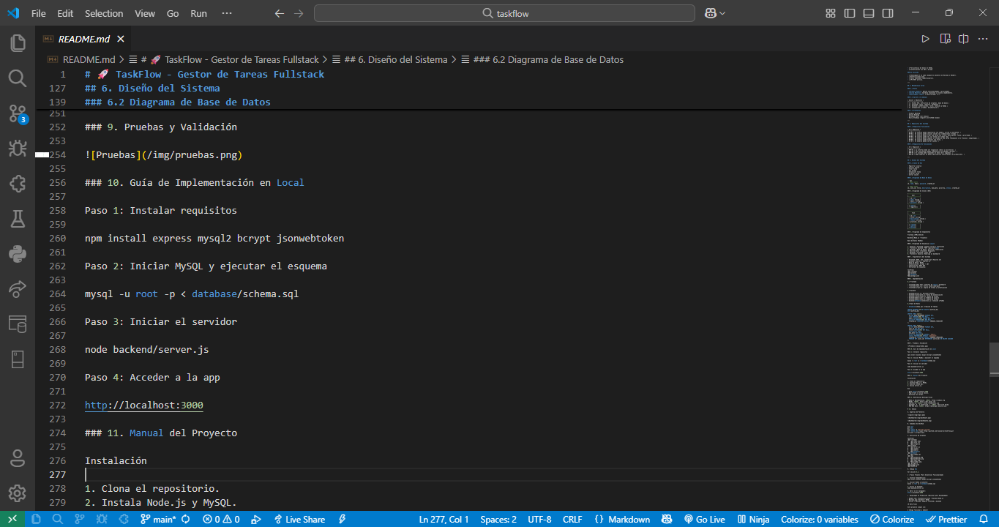 File Edit Selection View Go Run ··· taskflow
README.md
README.md > # 🚀 TaskFlow - Gestor de Tareas Fullstack > ## 6. Diseño del Sistema > ### 6.2 Diagrama de Base de Datos
1 # 🚀 TaskFlow - Gestor de Tareas Fullstack
127 ## 6. Diseño del Sistema
139 ### 6.2 Diagrama de Base de Datos
251
252 ### 9. Pruebas y Validación
253
254 ![Pruebas](/img/pruebas.png)
255
256 ### 10. Guía de Implementación en Local
257
258 Paso 1: Instalar requisitos
259
260 npm install express mysql2 bcrypt jsonwebtoken
261
262 Paso 2: Iniciar MySQL y ejecutar el esquema
263
264 mysql -u root -p < database/schema.sql
265
266 Paso 3: Iniciar el servidor
267
268 node backend/server.js
269
270 Paso 4: Acceder a la app
271
272 http://localhost:3000
273
274 ### 11. Manual del Proyecto
275
276 Instalación
277
278 1. Clona el repositorio.
279 2. Instala Node.js y MySQL.
3
main* 0 0 Live Share Ln 277, Col 1 Spaces: 2 UTF-8 CRLF {} Markdown Go Live Ninja Colorize: 0 variables Colorize Prettier